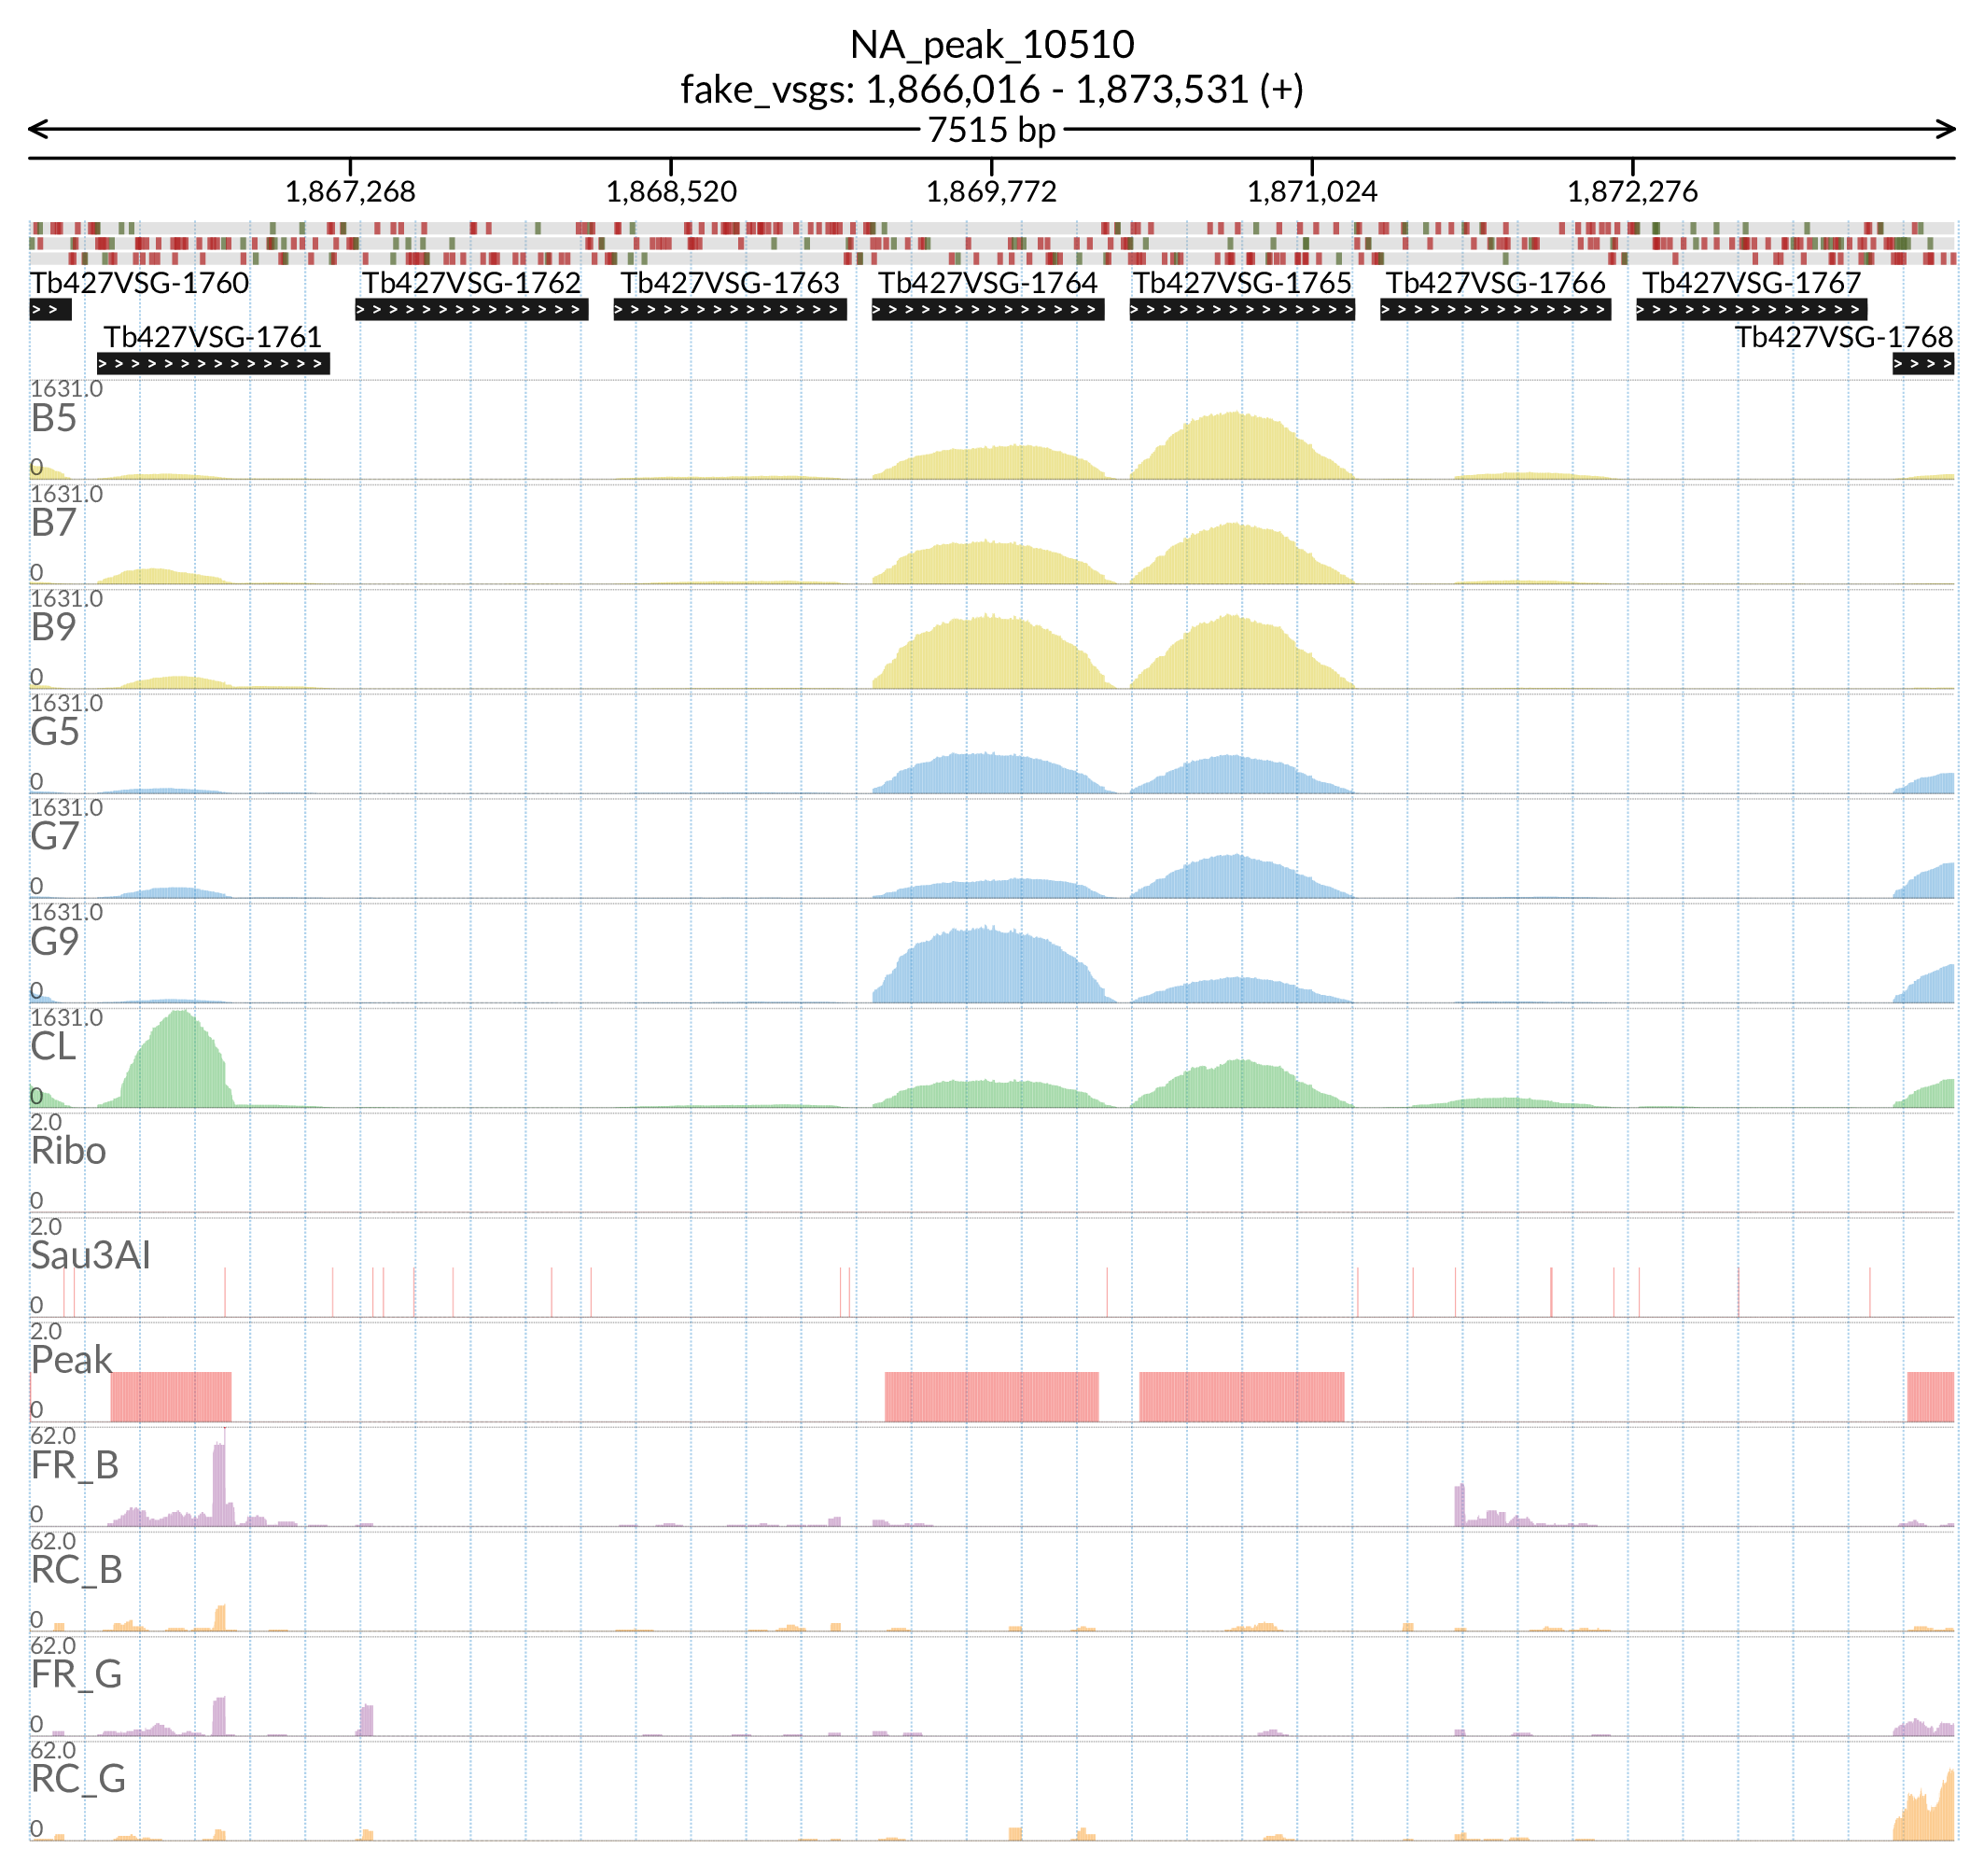 NA_peak_10510
fake_vsgs: 1,866,016 - 1,873,531 (+)
7515 bp
1,867,268 1,868,520 1,869,772 1,871,024 1,872,276
Tb427VSG-1760 Tb427VSG-1762 Tb427VSG-1763 Tb427VSG-1764 Tb427VSG-1765 Tb427VSG-1766 Tb427VSG-1767
Tb427VSG-1761 Tb427VSG-1768
1631.0
B5
0
1631.0
B7
0
1631.0
B9
0
1631.0
G5
0
1631.0
G7
0
1631.0
G9
0
1631.0
CL
0
2.0
Ribo
0
2.0
Sau3AI
0
2.0
Peak
0
62.0
FR_B
0
62.0
RC_B
0
62.0
FR_G
0
62.0
RC_G
0